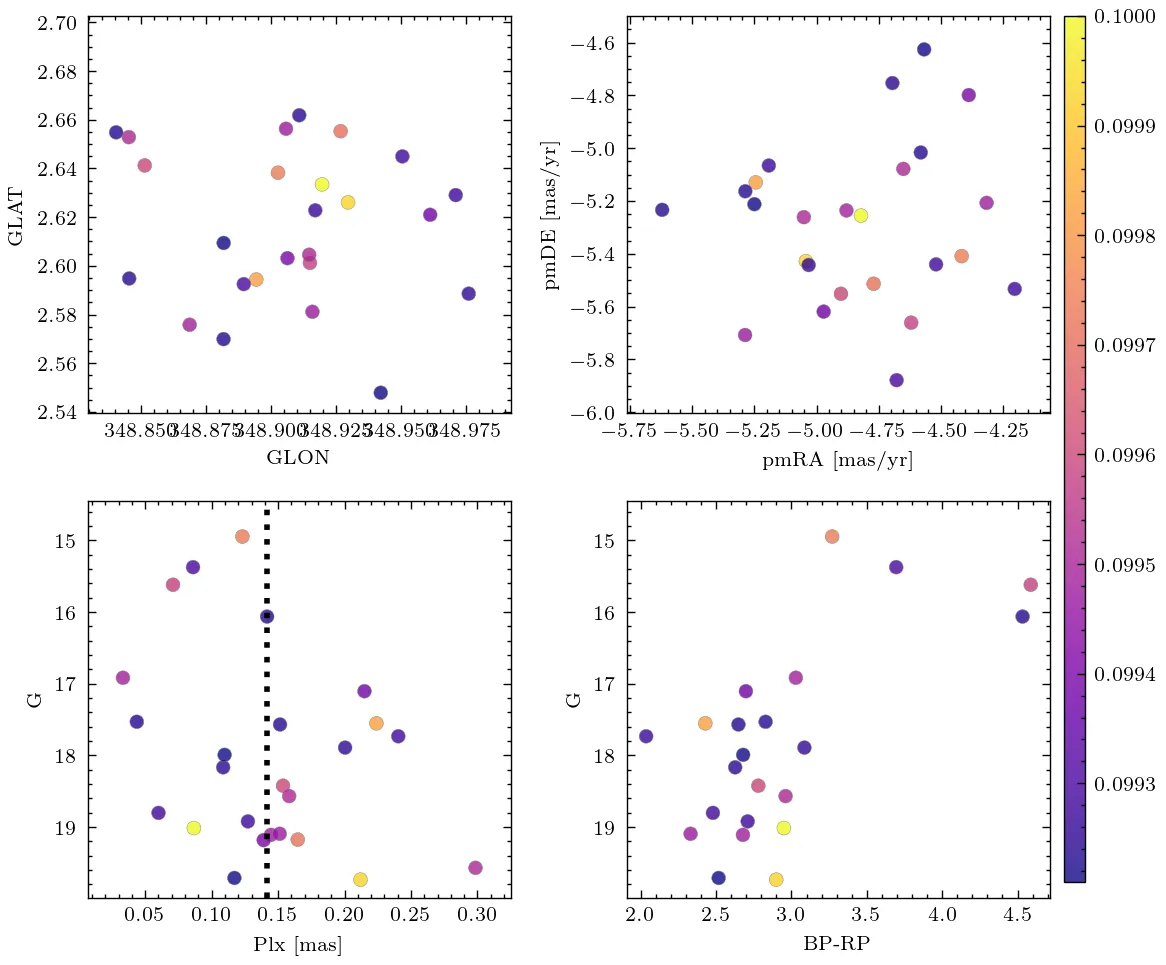 2.70
2.68
2.66
2.64
2.62
2.60
2.58
2.56
2.54
GLAT
348.850 348.875 348.900 348.925 348.950 348.975
GLON
−4.6
−4.8
−5.0
−5.2
−5.4
−5.6
−5.8
−6.0
pmDE [mas/yr]
−5.75 −5.50 −5.25 −5.00 −4.75 −4.50 −4.25
pmRA [mas/yr]
0.1000
0.0999
0.0998
0.0997
0.0996
0.0995
0.0994
0.0993
15
16
17
18
19
G
0.05 0.10 0.15 0.20 0.25 0.30
Plx [mas]
15
16
17
18
19
G
2.0 2.5 3.0 3.5 4.0 4.5
BP-RP